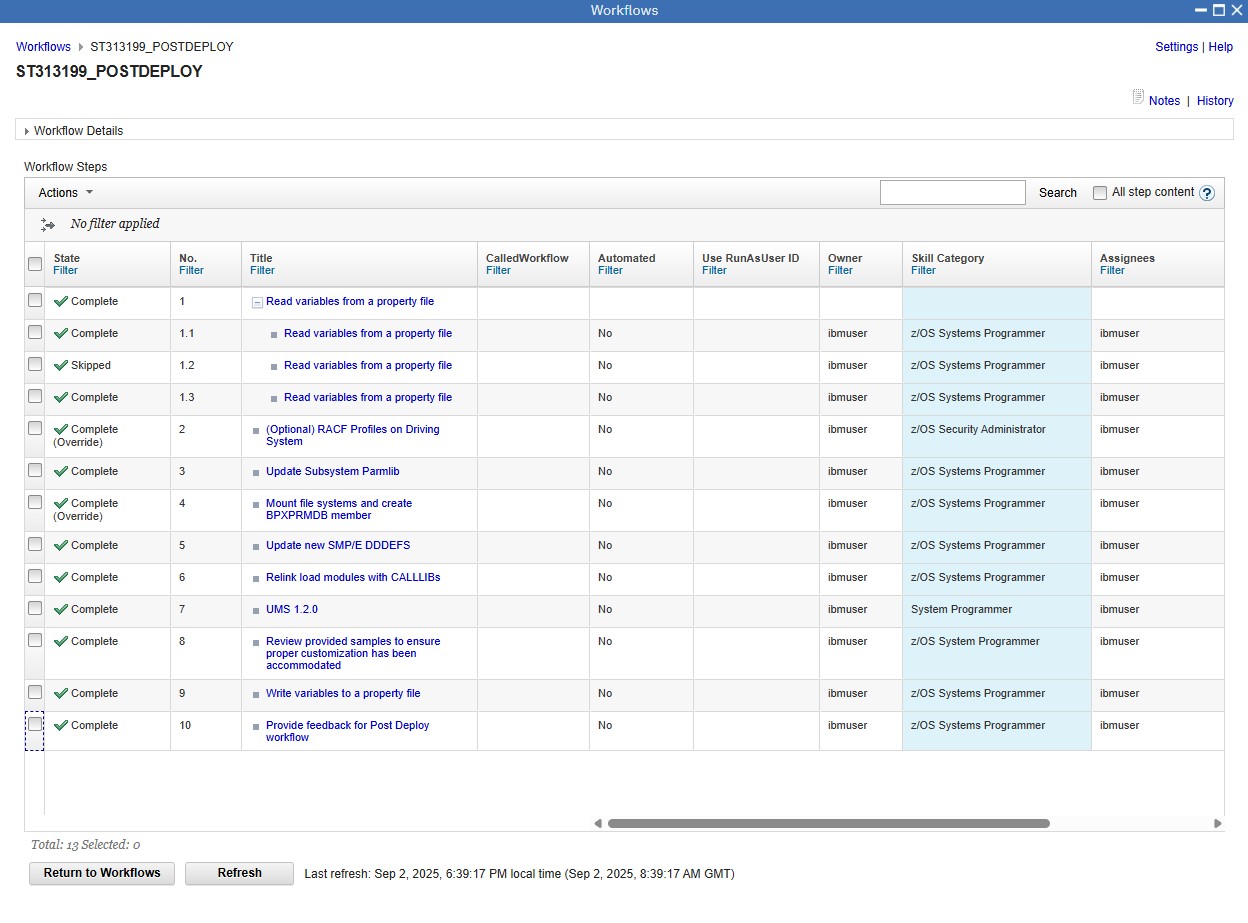 Workflows
Workflows ST313199_POSTDEPLOY Settings | Help
ST313199_POSTDEPLOY
Notes | History
Workflow Details
Workflow Steps
Actions Search All step content ?
No filter applied
State No. Title CalledWorkflow Automated Use RunAsUser ID Owner Skill Category Assignees
Filter Filter Filter Filter Filter Filter Filter Filter Filter
Complete 1 Read variables from a property file
Complete 1.1 Read variables from a property file No ibmuser z/OS Systems Programmer ibmuser
Skipped 1.2 Read variables from a property file No ibmuser z/OS Systems Programmer ibmuser
Complete 1.3 Read variables from a property file No ibmuser z/OS Systems Programmer ibmuser
Complete 2 (Optional) RACF Profiles on Driving No ibmuser z/OS Security Administrator ibmuser
(Override) System
Complete 3 Update Subsystem Parmlib No ibmuser z/OS Systems Programmer ibmuser
Complete 4 Mount file systems and create No ibmuser z/OS Systems Programmer ibmuser
(Override) BPXPRMDB member
Complete 5 Update new SMP/E DDDEFS No ibmuser z/OS Systems Programmer ibmuser
Complete 6 Relink load modules with CALLLIBs No ibmuser z/OS Systems Programmer ibmuser
Complete 7 UMS 1.2.0 No ibmuser System Programmer ibmuser
Complete 8 Review provided samples to ensure No ibmuser z/OS System Programmer ibmuser
proper customization has been
accommodated
Complete 9 Write variables to a property file No ibmuser z/OS Systems Programmer ibmuser
Complete 10 Provide feedback for Post Deploy No ibmuser z/OS Systems Programmer ibmuser
workflow
Total: 13 Selected: 0
Return to Workflows Refresh Last refresh: Sep 2, 2025, 6:39:17 PM local time (Sep 2, 2025, 8:39:17 AM GMT)